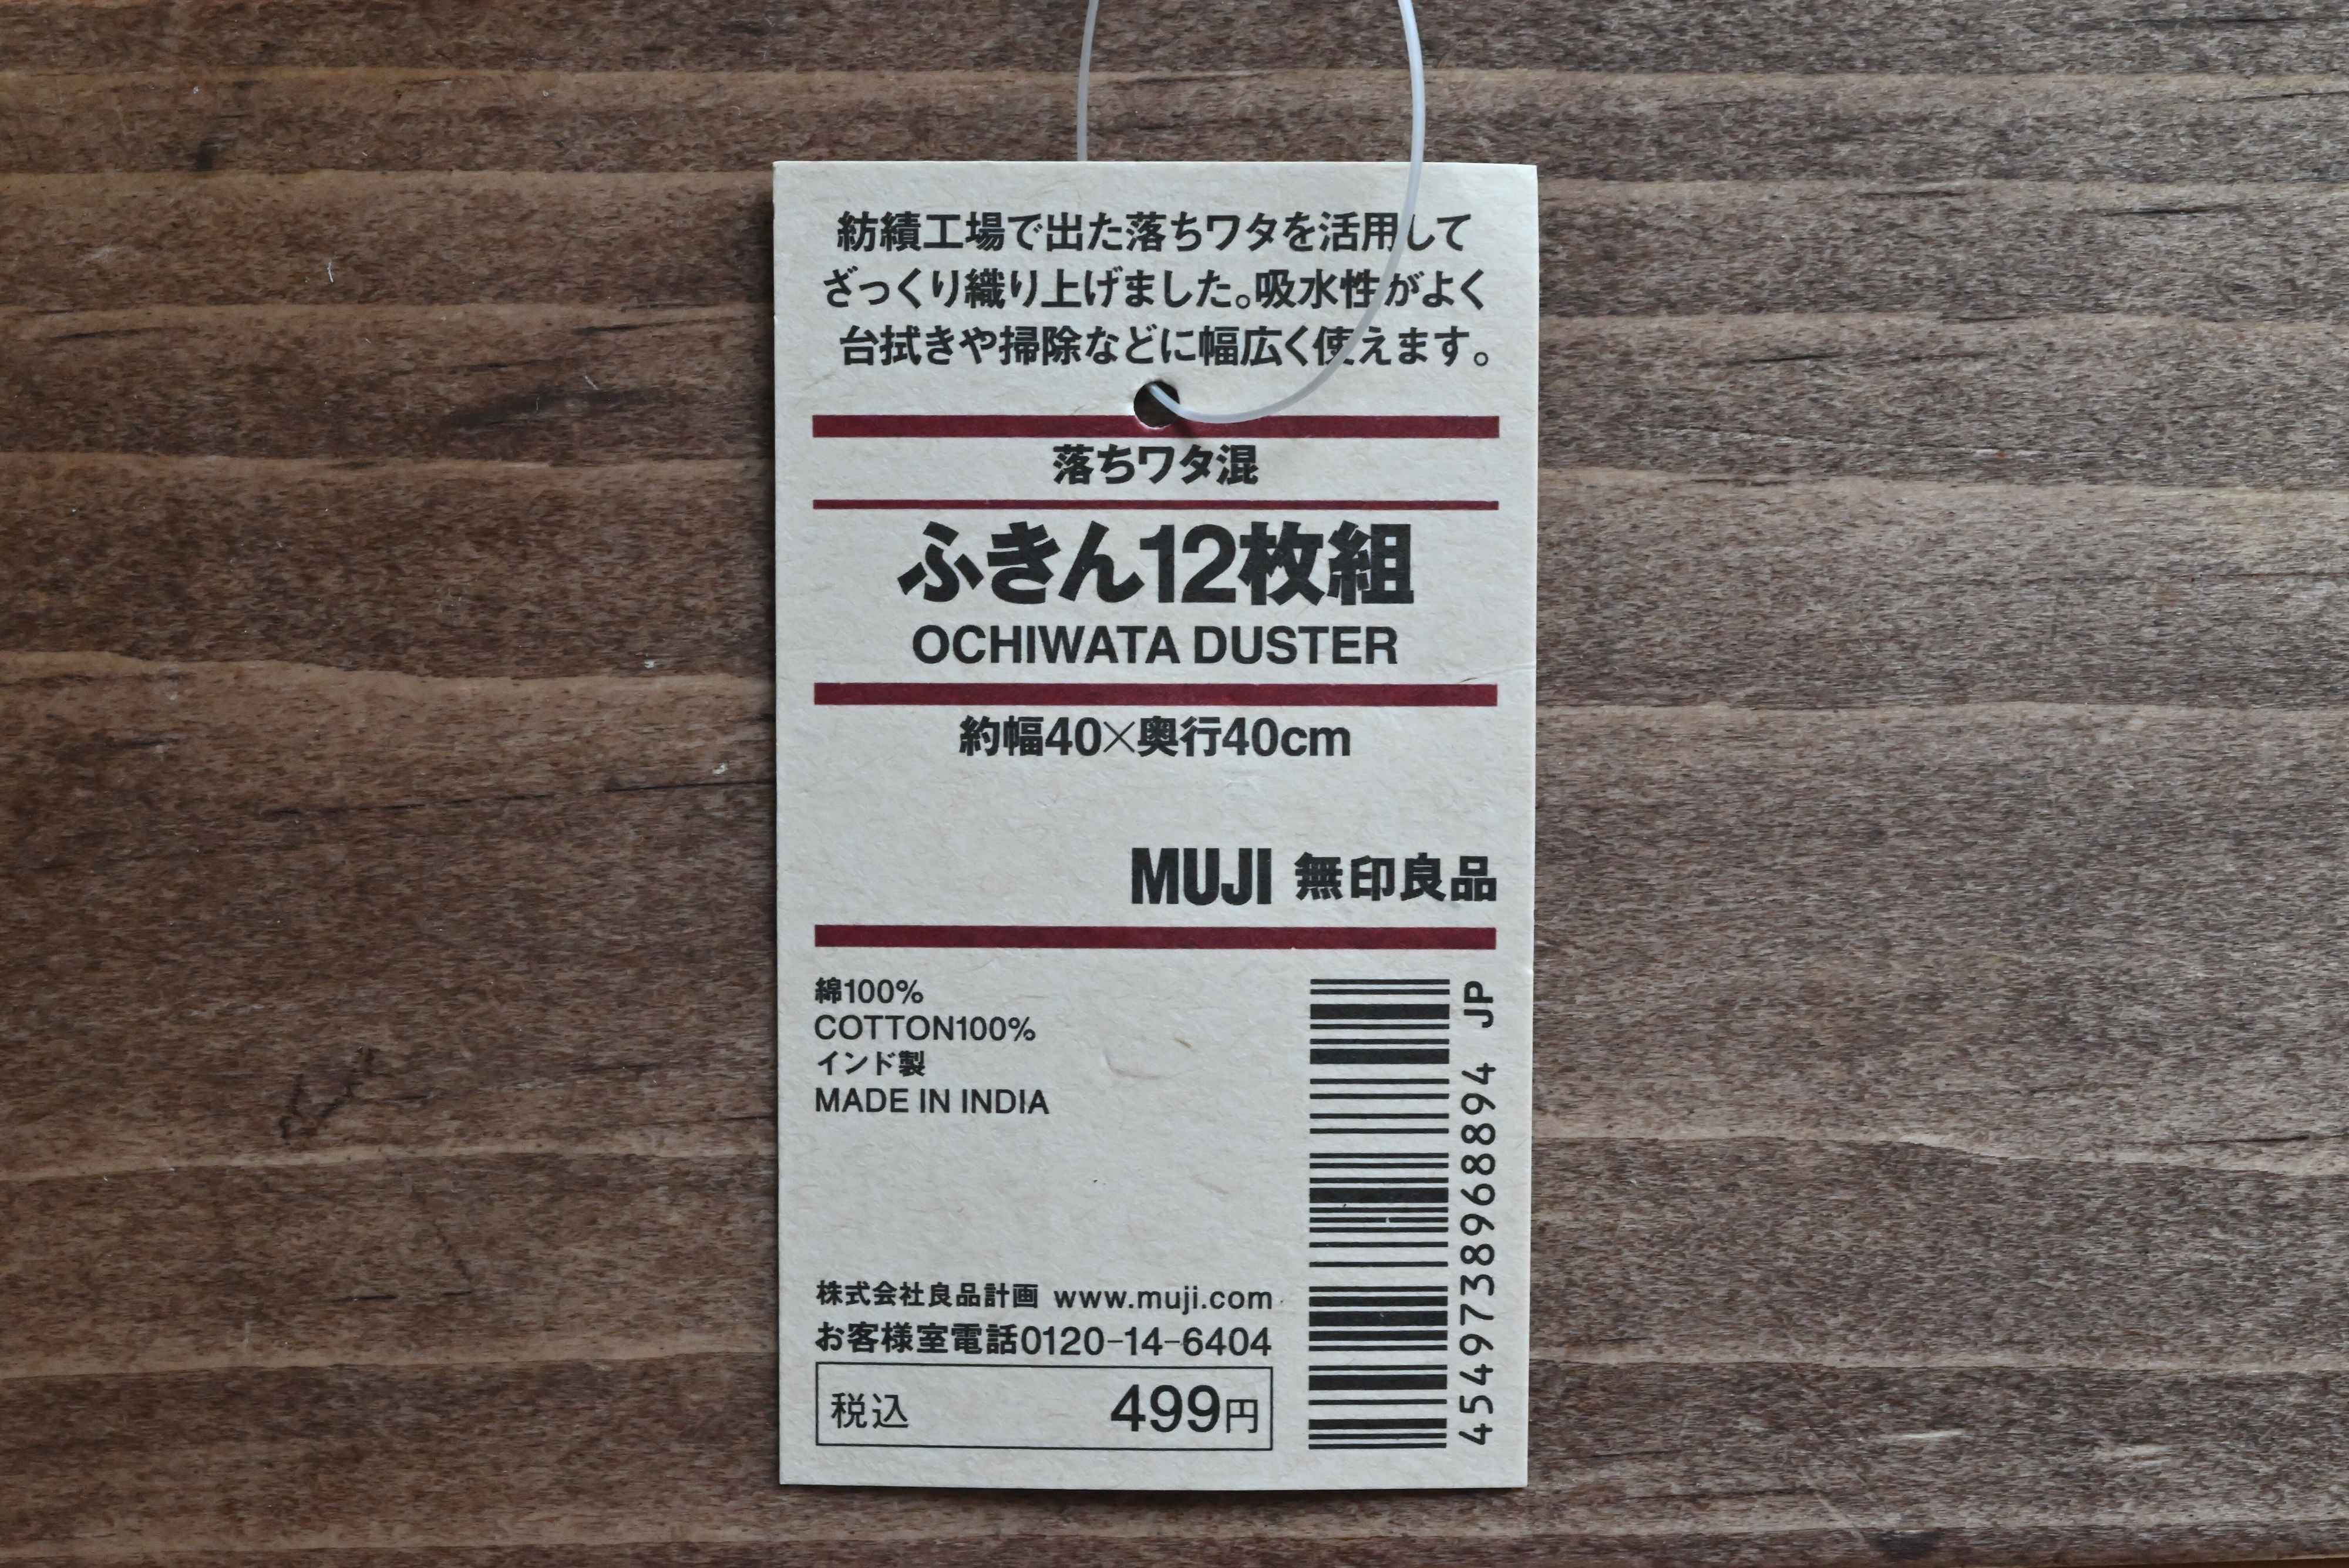 紡績工場で出た落ちワタを活用して
ざっくり織り上げました。吸水性がよく
台拭きや掃除などに幅広く使えます。
落ちワタ混
ふきん12枚組
OCHIWATA DUSTER
約幅40×奥行40cm
MUJI 無印良品
綿100%
COTTON100%
インド製
MADE IN INDIA
株式会社良品計画 www.muji.com
お客様室電話0120-14-6404
税込 499円
4549738968894 JP